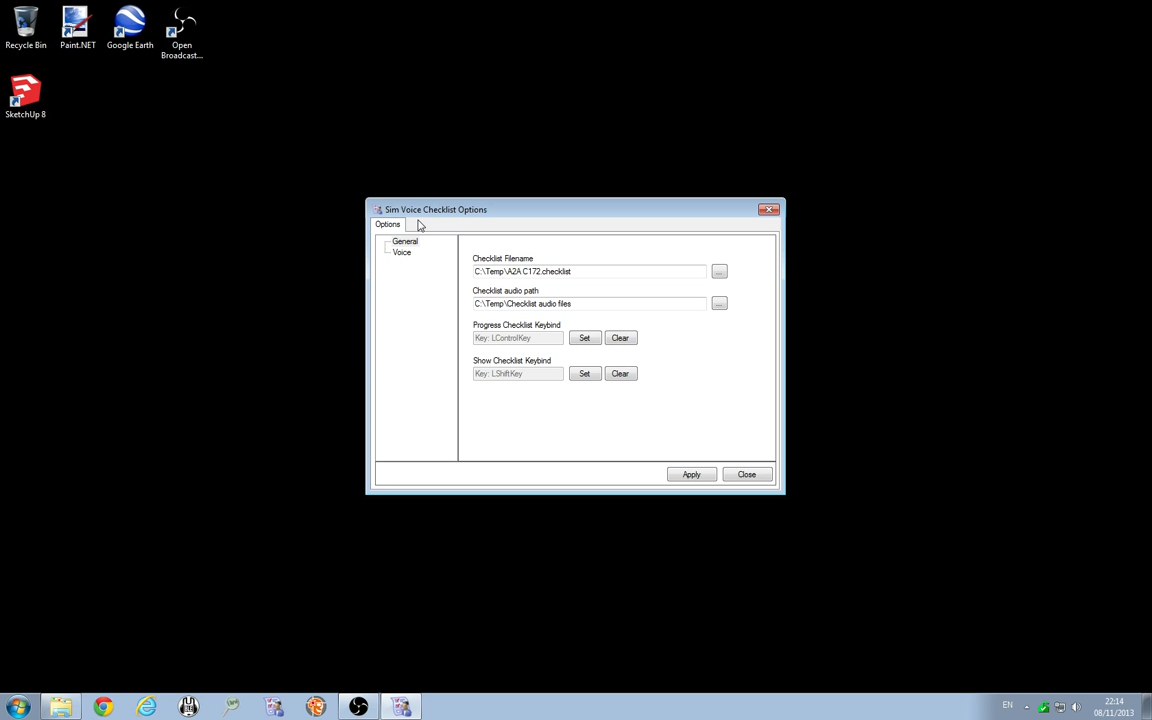 Recycle Bin
Paint.NET
Google Earth
Open
Broadcast...
SketchUp 8
Sim Voice Checklist Options
Options
General
Voice
Checklist Filename
C:\Temp\A2A C172.checklist
...
Checklist audio path
C:\Temp\Checklist audio files
...
Progress Checklist Keybind
Key: LControlKey
Set
Clear
Show Checklist Keybind
Key: LShiftKey
Set
Clear
Apply
Close
EN
22:14
08/11/2013